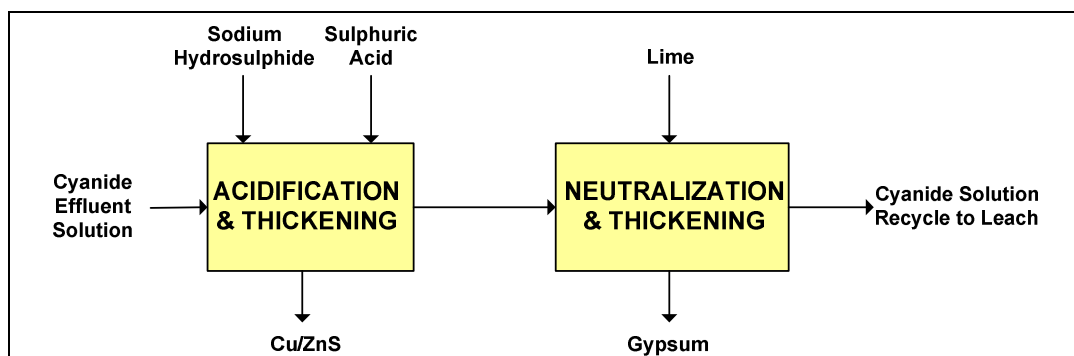 Sodium
Hydrosulphide
Sulphuric
Acid
Lime
Cyanide
Effluent
Solution
ACIDIFICATION
& THICKENING
NEUTRALIZATION
& THICKENING
Cyanide Solution
Recycle to Leach
Cu/ZnS
Gypsum